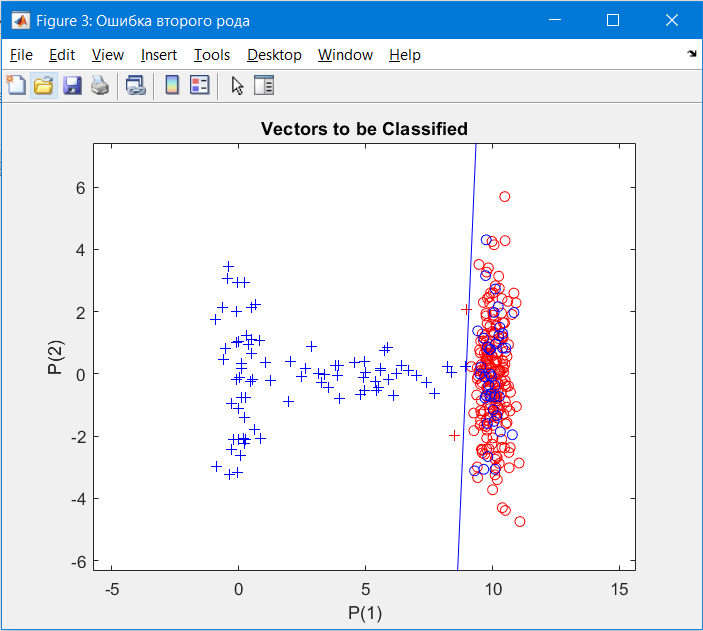 Figure 3: Ошибка второго рода
File Edit View Insert Tools Desktop Window Help
Vectors to be Classified
6
4
2
0
-2
-4
-6
P(2)
-5 0 5 10 15
P(1)